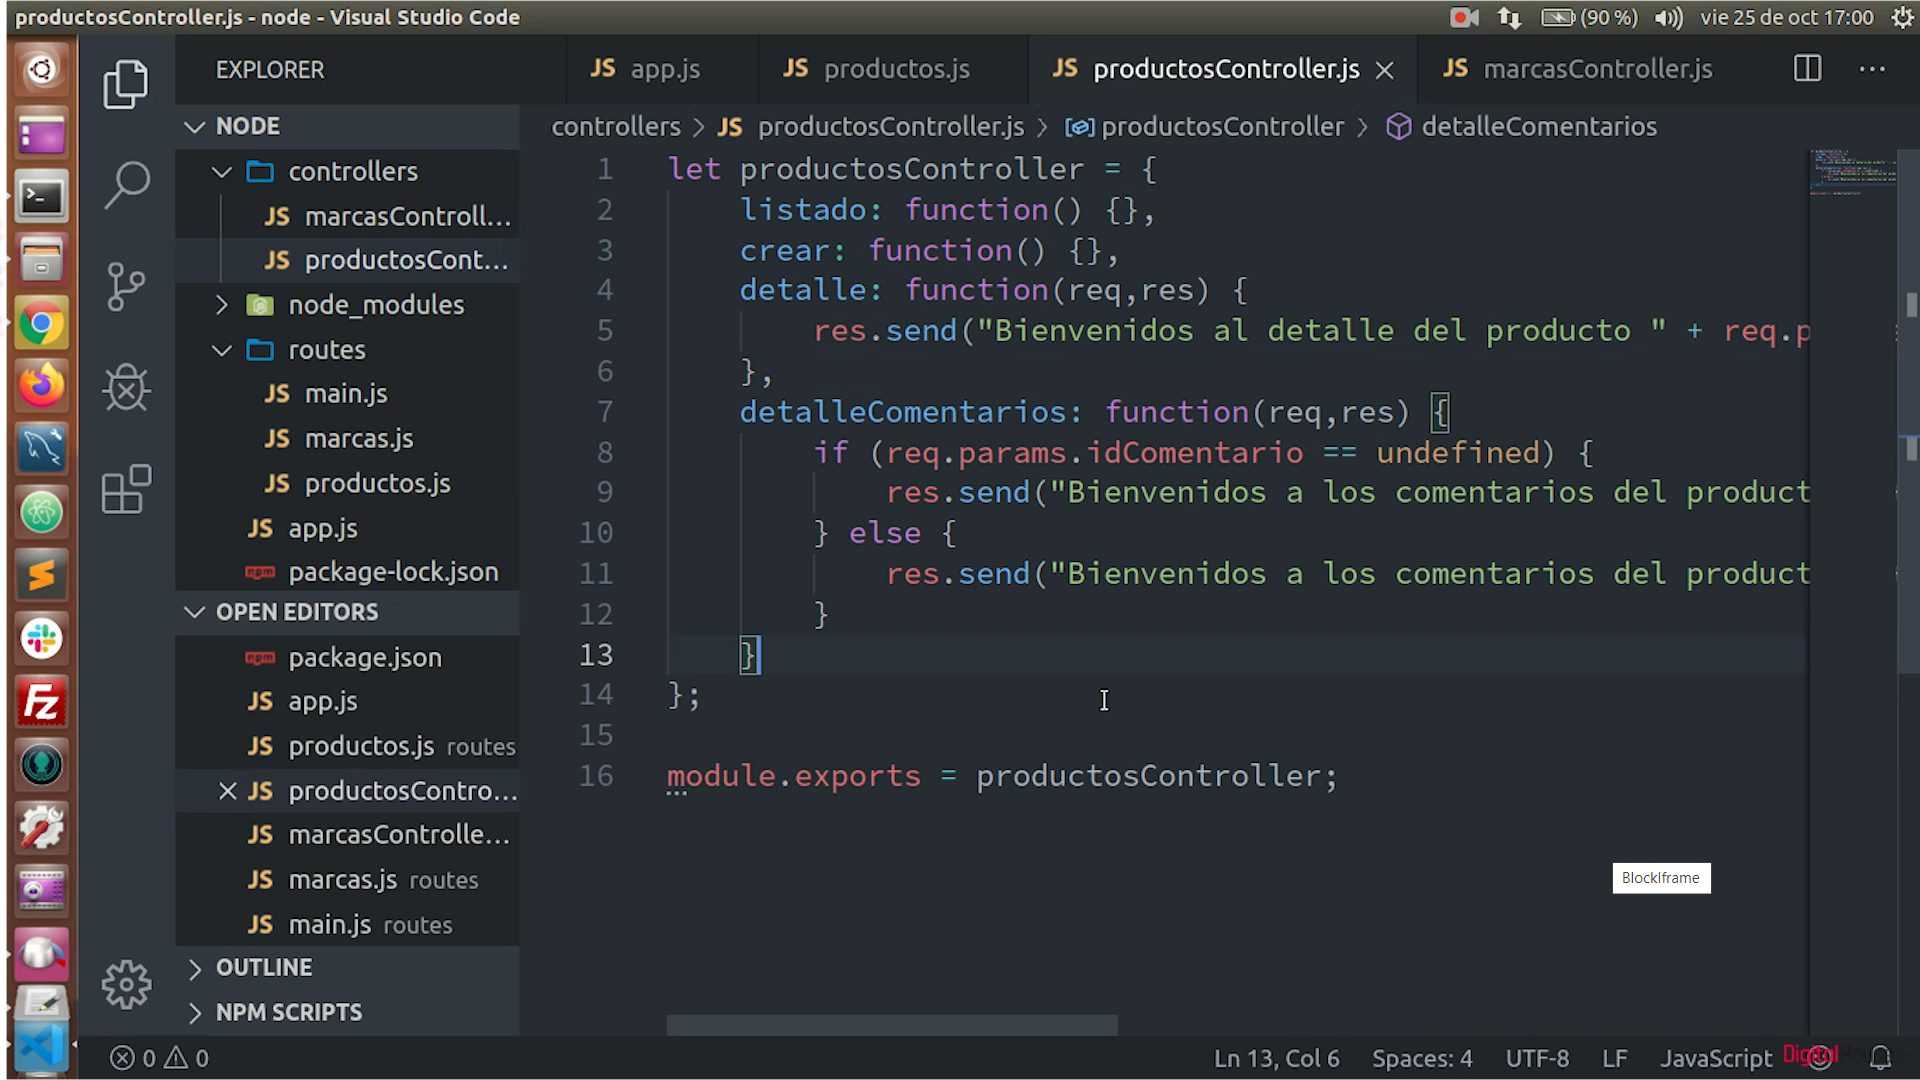 productosController.js - node - Visual Studio Code
(90 %) vie 25 de oct 17:00
EXPLORER
JS app.js
JS productos.js
JS productosController.js
JS marcasController.js
controllers > JS productosController.js > productosController > detalleComentarios
NODE
controllers
JS marcasControll...
JS productosCont...
node_modules
routes
JS main.js
JS marcas.js
JS productos.js
JS app.js
npm package-lock.json
OPEN EDITORS
npm package.json
JS app.js
JS productos.js routes
JS productosContro...
JS marcasControlle...
JS marcas.js routes
JS main.js routes
OUTLINE
NPM SCRIPTS
1 let productosController = {
2 listado: function() {},
3 crear: function() {},
4 detalle: function(req,res) {
5 res.send("Bienvenidos al detalle del producto " + req.p
6 },
7 detalleComentarios: function(req,res) {
8 if (req.params.idComentario == undefined) {
9 res.send("Bienvenidos a los comentarios del product
10 } else {
11 res.send("Bienvenidos a los comentarios del product
12 }
13 }
14 };
15
16 module.exports = productosController;
BlockIframe
0 0
Ln 13, Col 6 Spaces: 4 UTF-8 LF JavaScript
Digital